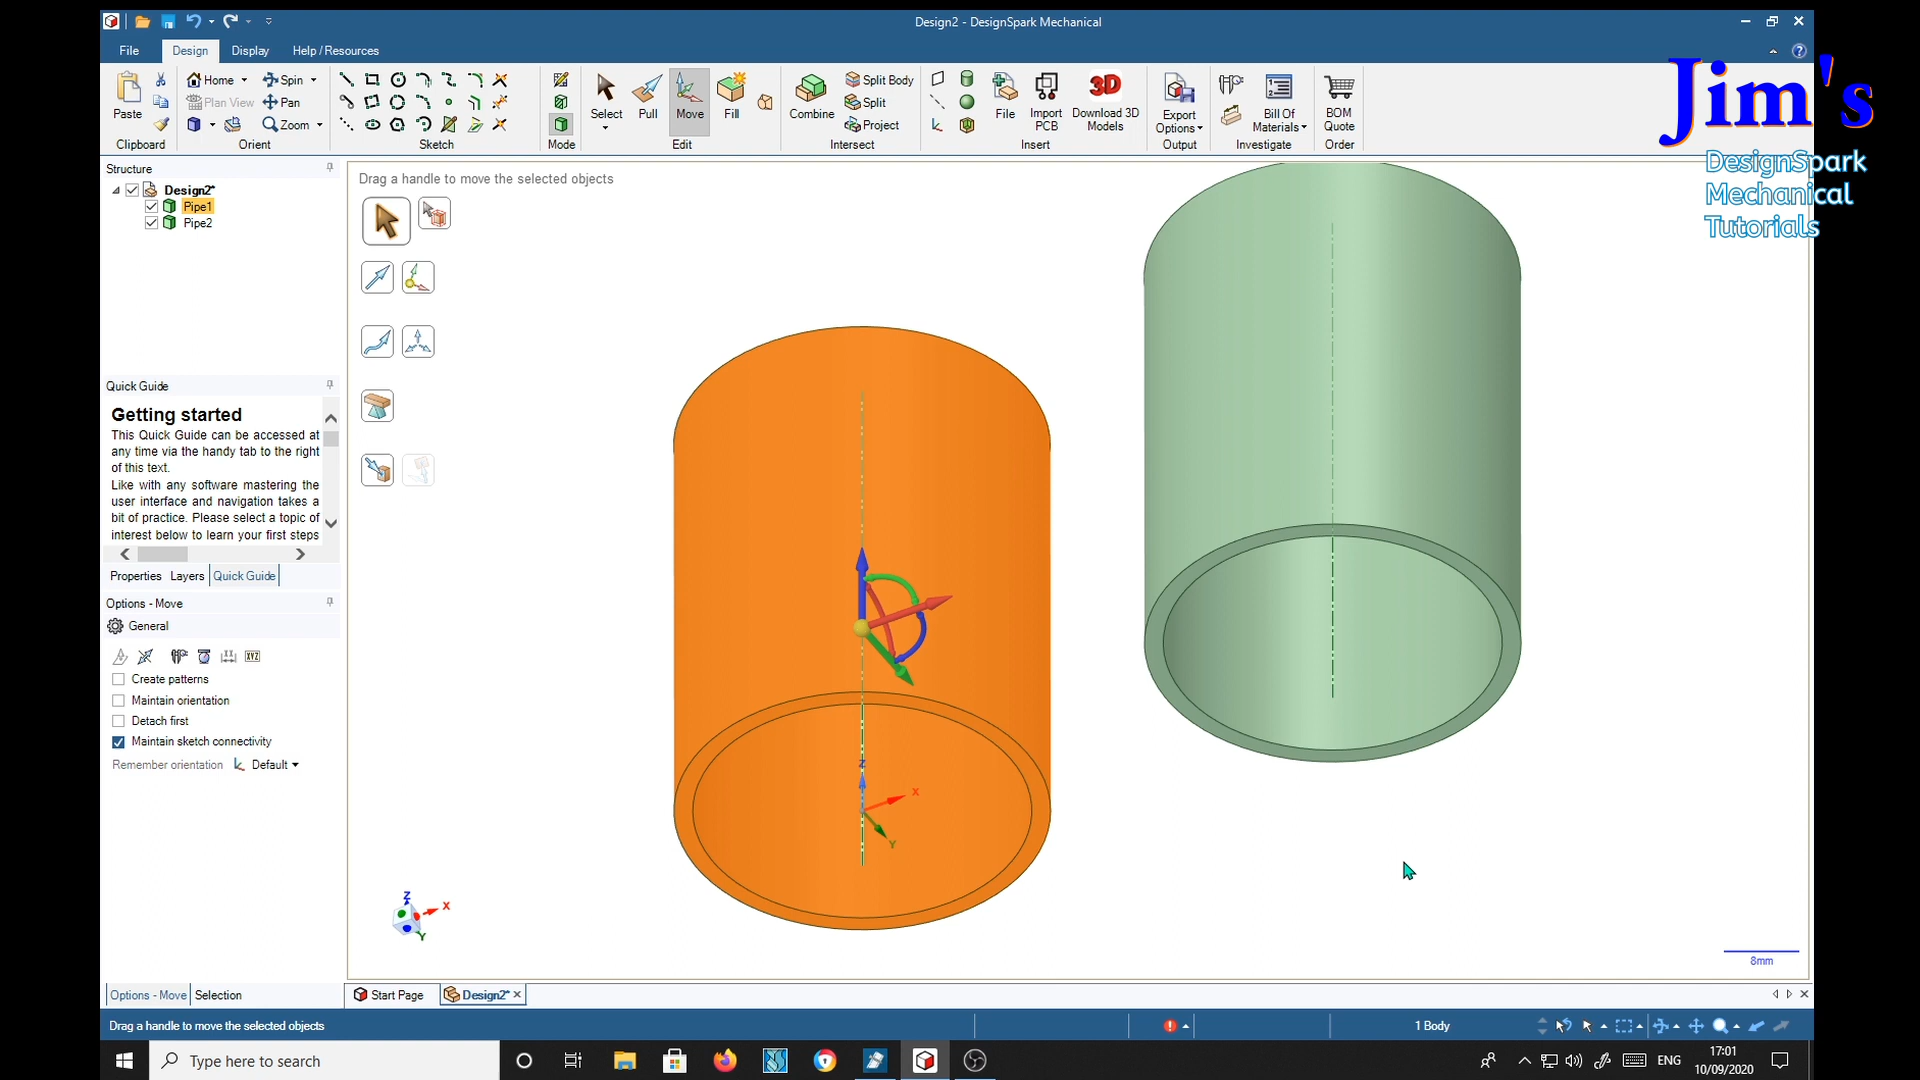 Design2 - DesignSpark Mechanical
File Design Display Help / Resources
Paste
Clipboard
Home Spin
Plan View Pan
Zoom
Orient
Sketch
Mode
Select Pull Move Fill
Edit
Combine
Split Body
Split
Project
Intersect
File
Import PCB
Download 3D Models
3D
Insert
Export Options
Output
Bill Of Materials
Investigate
BOM Quote
Order
Jim's
DesignSpark
Mechanical
Tutorials
Structure
Design2*
Pipe1
Pipe2
Quick Guide
Getting started
This Quick Guide can be accessed at
any time via the handy tab to the right
of this text.
Like with any software mastering the
user interface and navigation takes a
bit of practice. Please select a topic of
interest below to learn your first steps
Properties Layers Quick Guide
Options - Move
General
XYZ
Create patterns
Maintain orientation
Detach first
Maintain sketch connectivity
Remember orientation Default
Drag a handle to move the selected objects
Z
X
Y
Z
X
Y
8mm
Options - Move Selection
Start Page Design2*
Drag a handle to move the selected objects
1 Body
Type here to search
ENG
17:01
10/09/2020